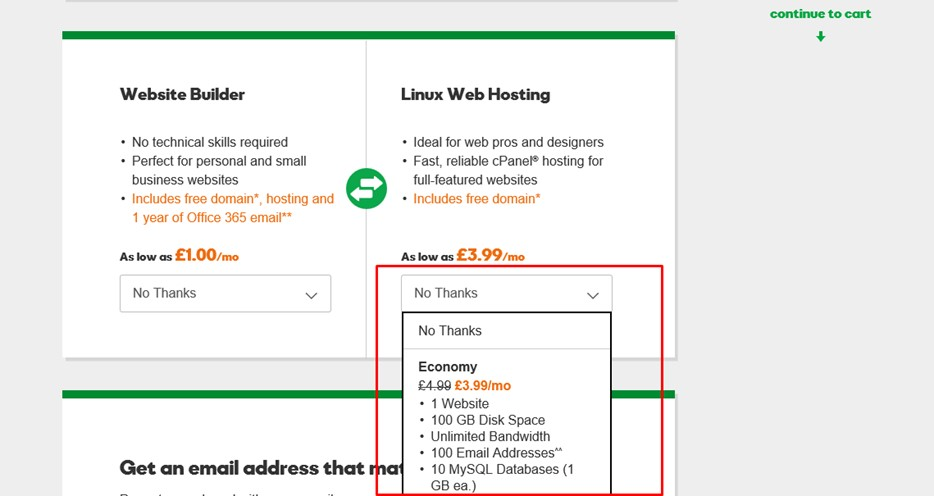 continue to cart
Website Builder
• No technical skills required
• Perfect for personal and small
business websites
• Includes free domain*, hosting and
1 year of Office 365 email**
As low as £1.00/mo
No Thanks
Linux Web Hosting
• Ideal for web pros and designers
• Fast, reliable cPanel® hosting for
full-featured websites
• Includes free domain*
As low as £3.99/mo
No Thanks
No Thanks
Economy
£4.99 £3.99/mo
• 1 Website
• 100 GB Disk Space
• Unlimited Bandwidth
• 100 Email Addresses^^
• 10 MySQL Databases (1
GB ea.)
Get an email address that mat